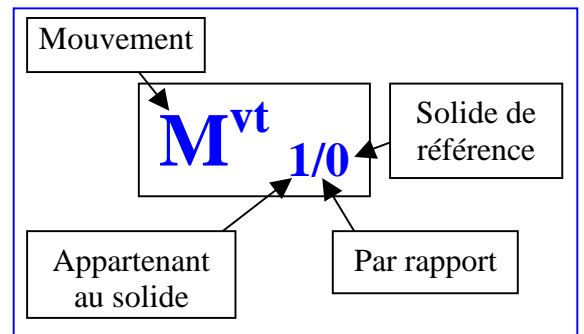 Mouvement
M^vt 1/0
Solide de
référence
Appartenant
au solide
Par rapport